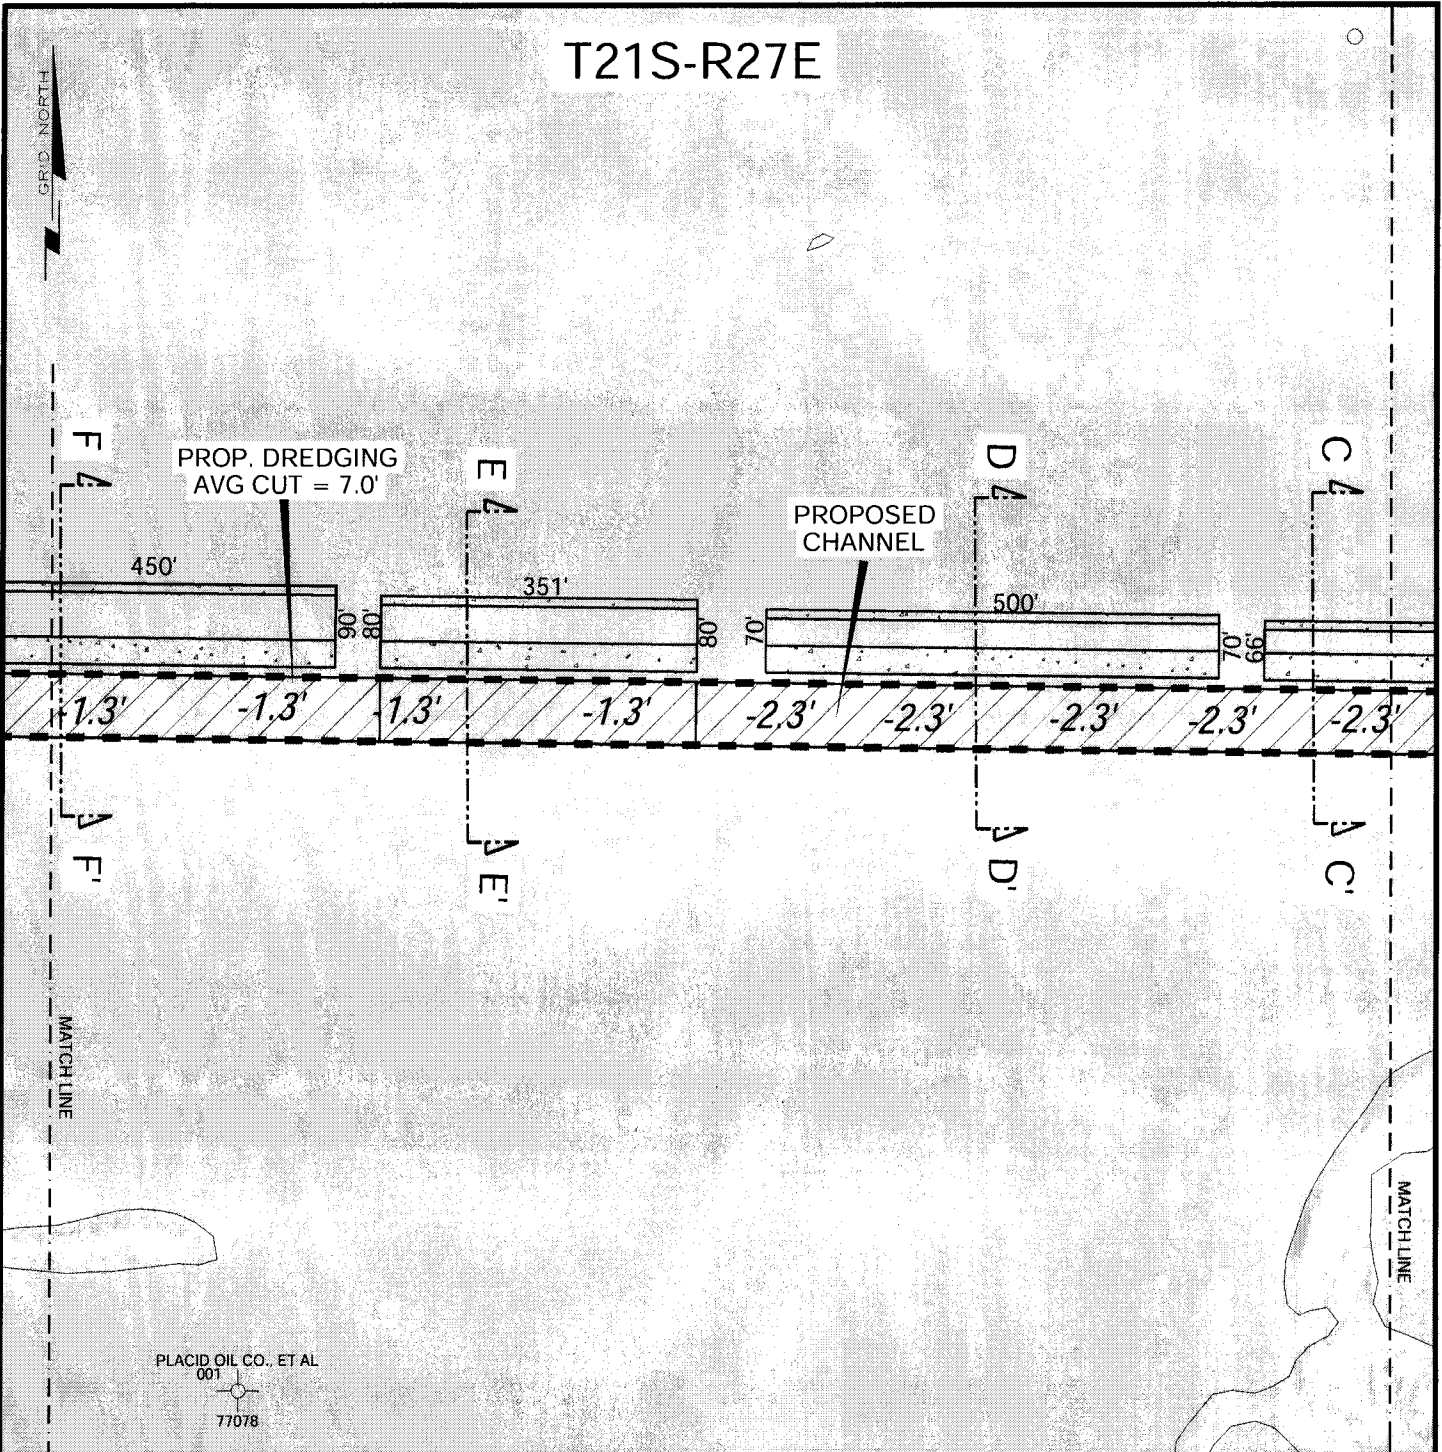 T21S-R27E
GRID NORTH
F
E
D
C
PROP. DREDGING
AVG CUT = 7.0'
PROPOSED
CHANNEL
450'
351'
500'
90'
80'
80'
70'
70'
66'
-1.3'
-1.3'
-1.3'
-1.3'
-2.3'
-2.3'
-2.3'
-2.3'
-2.3'
F'
E'
D'
C'
MATCH LINE
MATCH LINE
PLACID OIL CO., ET AL
001
77078